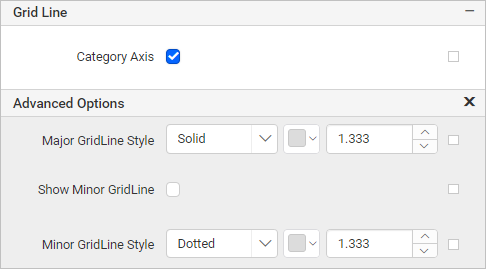 Grid Line
Category Axis
Advanced Options
Major GridLine Style Solid 1.333
Show Minor GridLine
Minor GridLine Style Dotted 1.333